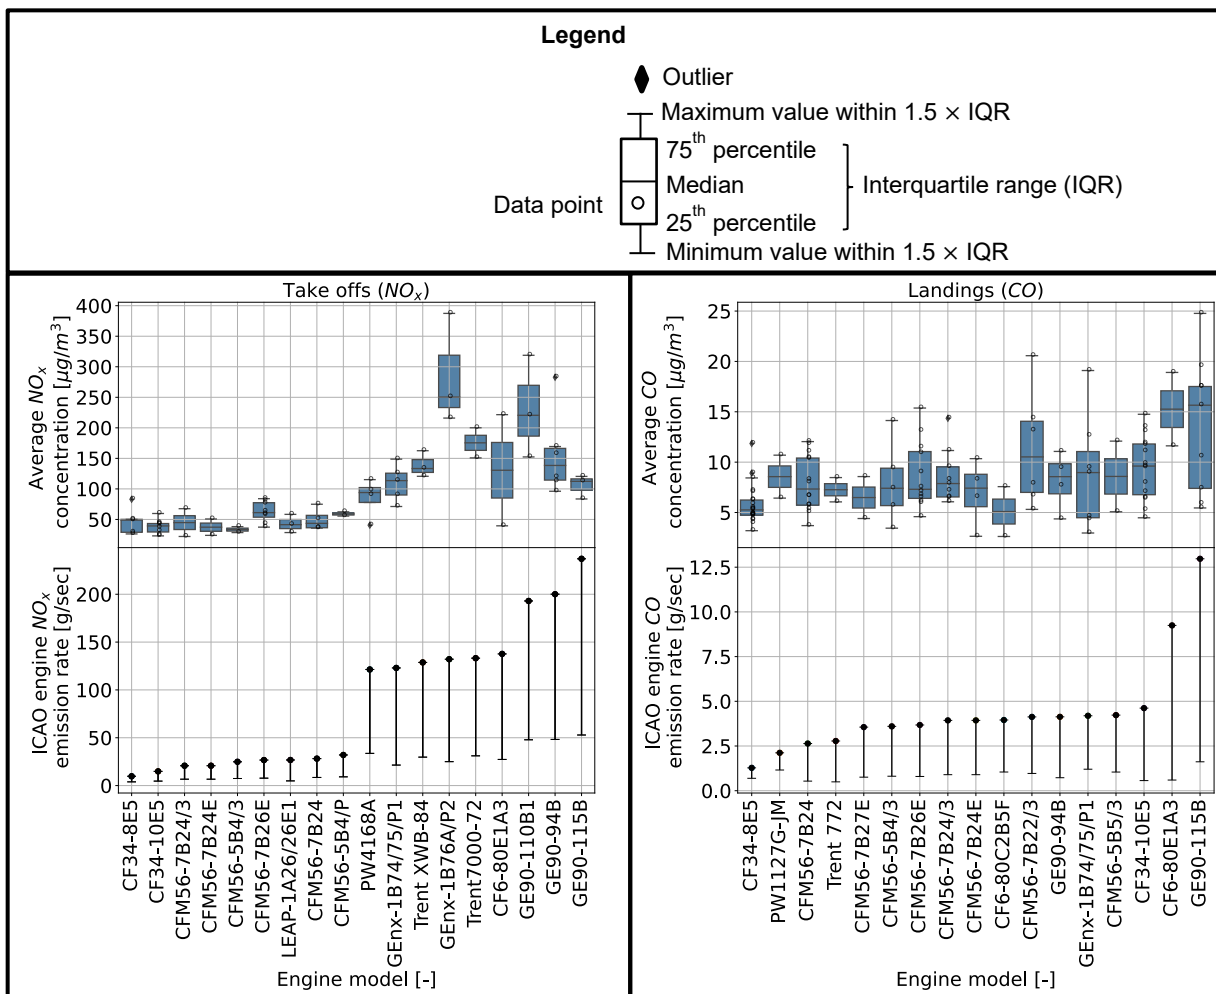 Legend
Outlier
Maximum value within 1.5 × IQR
75th percentile
Median
Interquartile range (IQR)
Data point
25th percentile
Minimum value within 1.5 × IQR
Take offs (NOx)
Average NOx
concentration [μg/m3]
400
350
300
250
200
150
100
50
ICAO engine NOx
emission rate [g/sec]
200
150
100
50
0
CF34-8E5
CF34-10E5
CFM56-7B24/3
CFM56-7B24E
CFM56-5B4/3
CFM56-7B26E
LEAP-1A26/26E1
CFM56-7B24
CFM56-5B4/P
PW4168A
GEnx-1B74/75/P1
Trent XWB-84
GEnx-1B76A/P2
Trent7000-72
CF6-80E1A3
GE90-110B1
GE90-94B
GE90-115B
Engine model [-]
Landings (CO)
Average CO
concentration [μg/m3]
25
20
15
10
5
ICAO engine CO
emission rate [g/sec]
12.5
10.0
7.5
5.0
2.5
0.0
CF34-8E5
PW1127G-JM
CFM56-7B24
Trent 772
CFM56-7B27E
CFM56-5B4/3
CFM56-7B26E
CFM56-7B24/3
CFM56-7B24E
CF6-80C2B5F
CFM56-7B22/3
GE90-94B
GEnx-1B74/75/P1
CFM56-5B5/3
CF34-10E5
CF6-80E1A3
GE90-115B
Engine model [-]